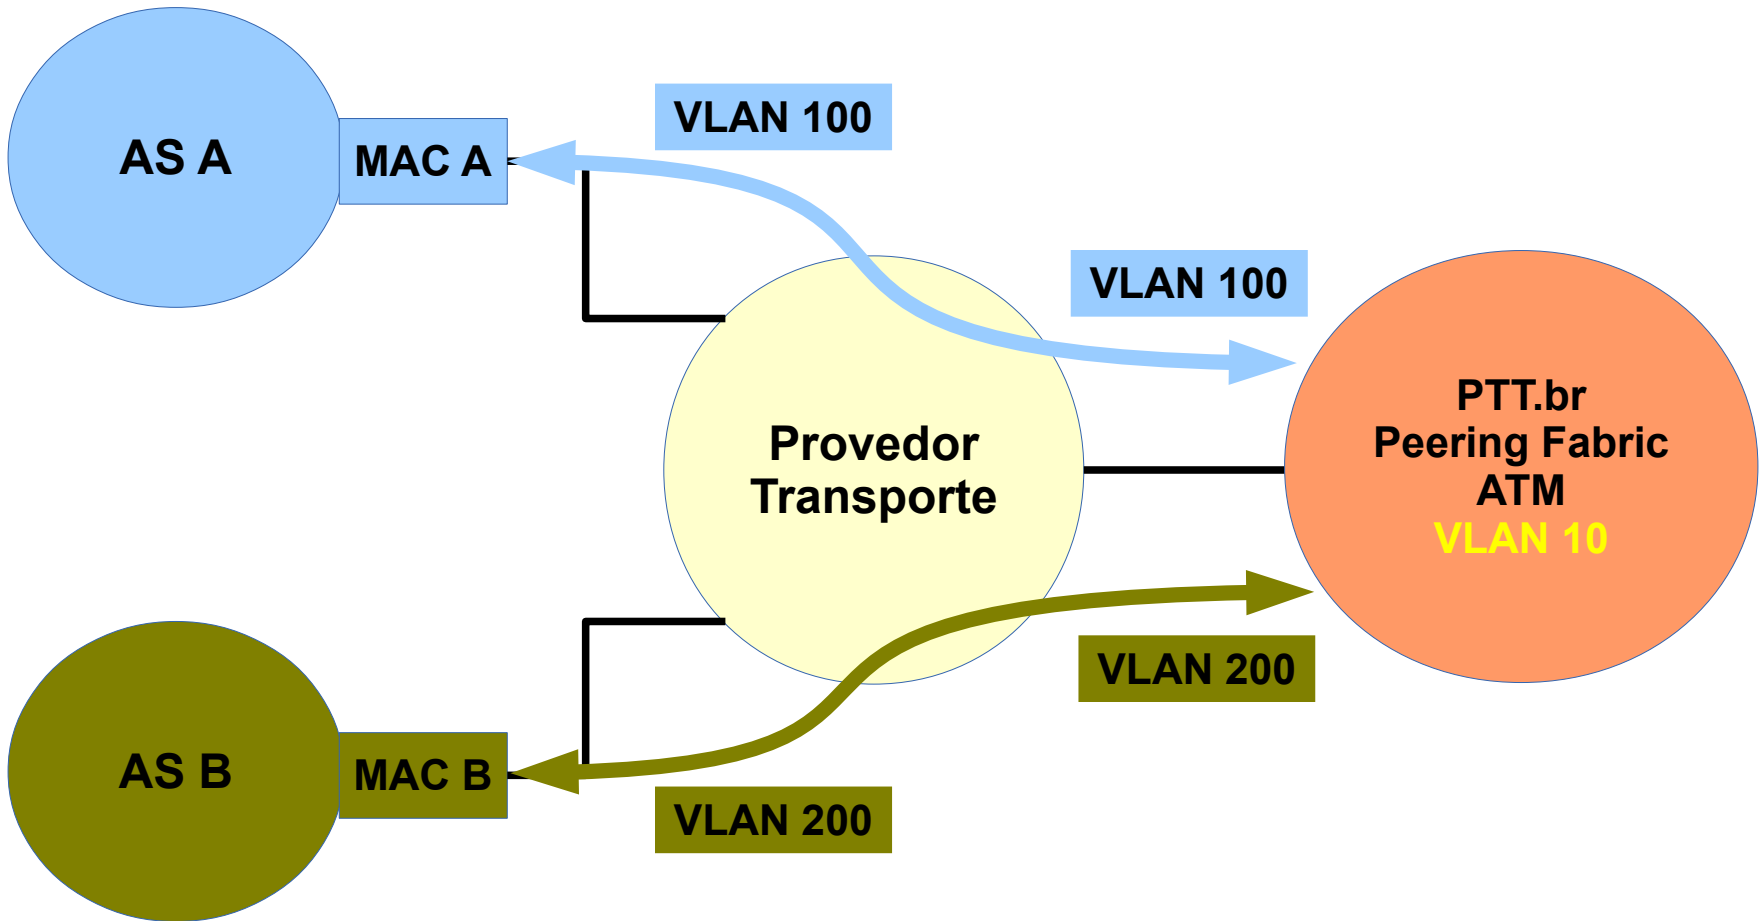 AS A
MAC A
VLAN 100
VLAN 100
Provedor
Transporte
PTT.br
Peering Fabric
ATM
VLAN 10
VLAN 200
AS B
MAC B
VLAN 200